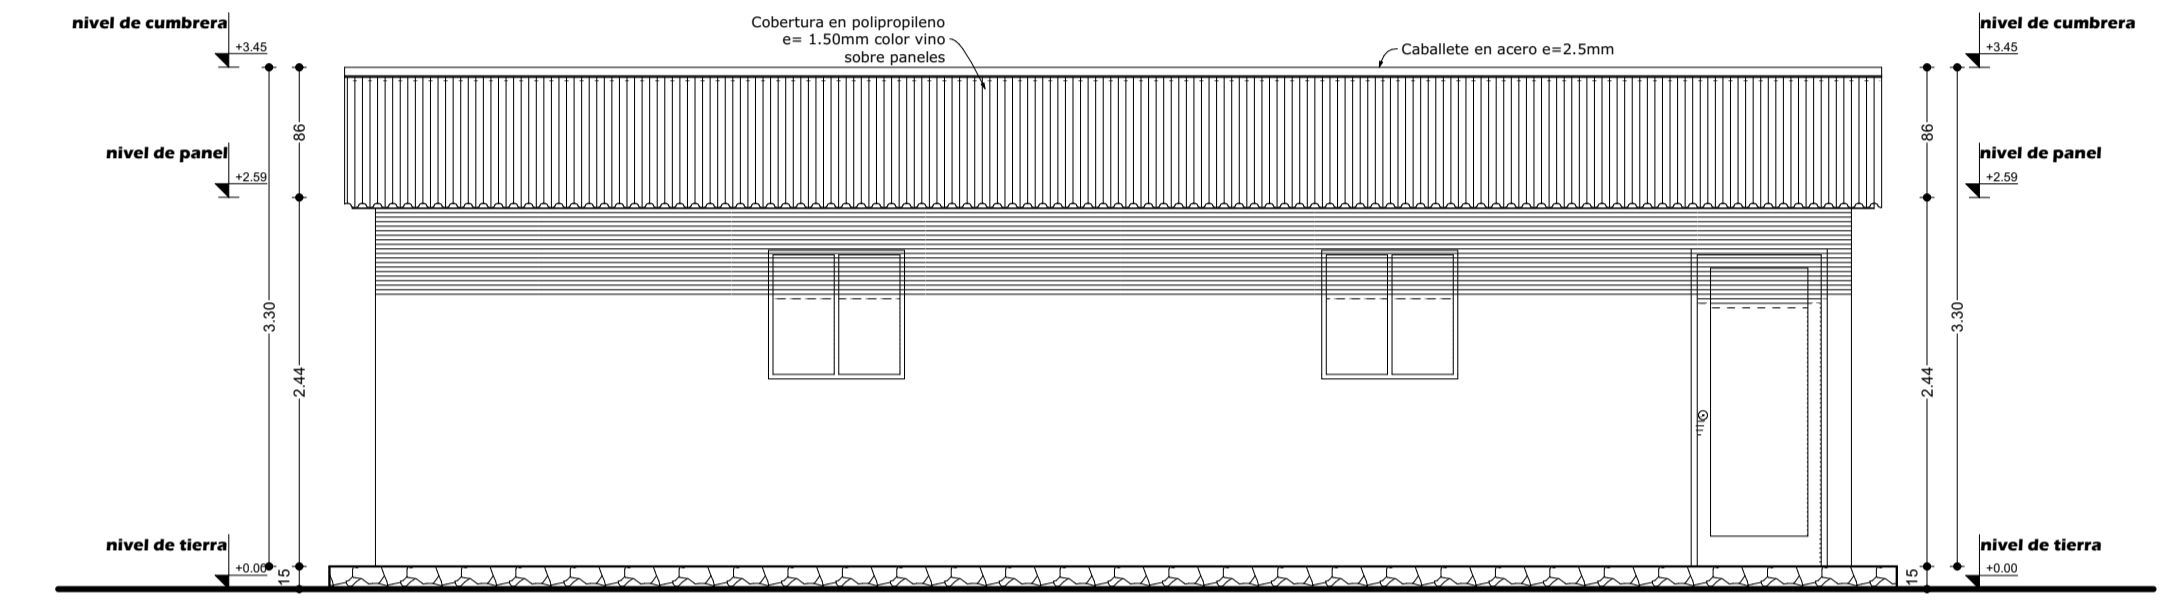 nivel de cumbrera
+3.45
Cobertura en polipropileno
e= 1.50mm color vino
sobre paneles
Caballete en acero e=2.5mm
nivel de cumbrera
+3.45
86
86
nivel de panel
+2.59
nivel de panel
+2.59
3.30
2.44
2.44
3.30
nivel de tierra
+0.00
15
nivel de tierra
+0.00
15